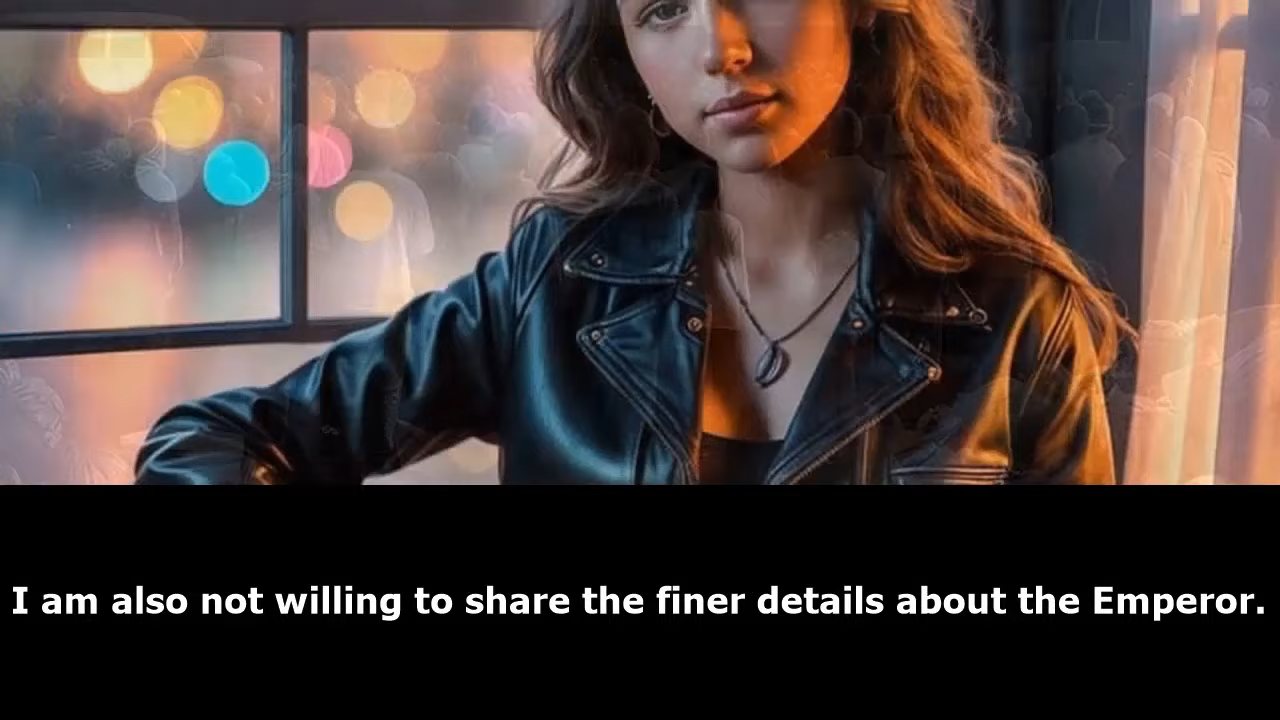 I am also not willing to share the finer details about the Emperor.